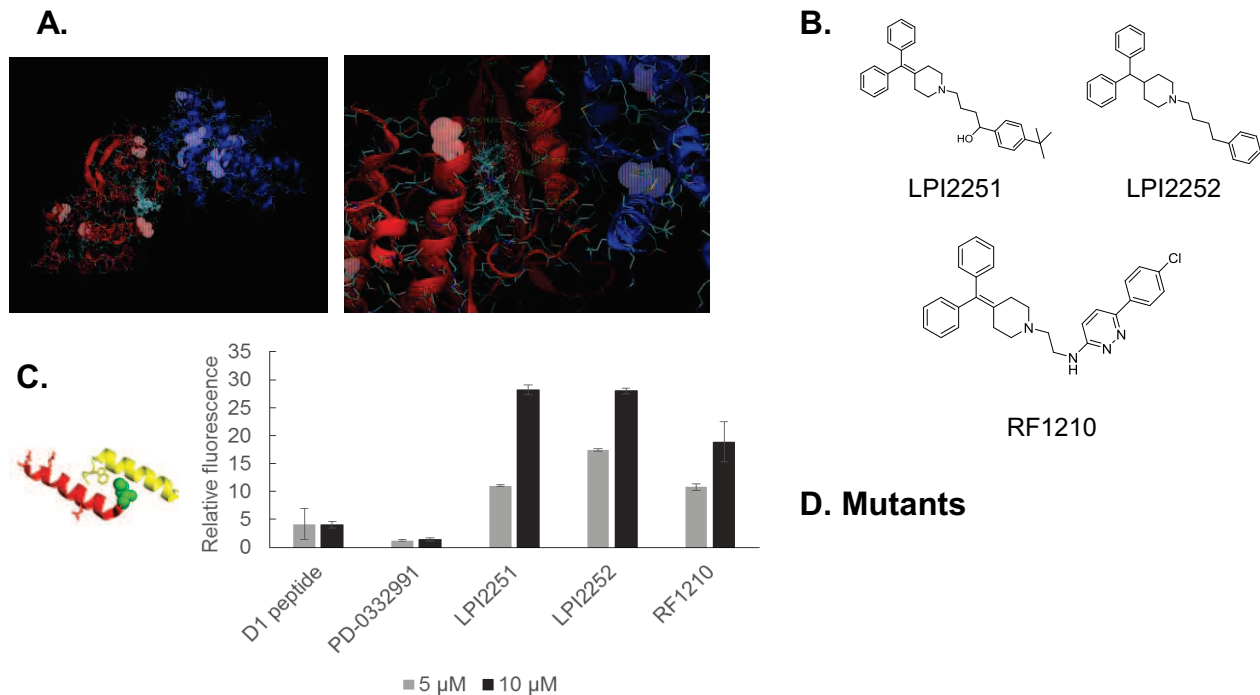 A.
B.
LPI2251
LPI2252
RF1210
OH
N
N
N
N
N
H
N
Cl
C.
Relative fluorescence
35
30
25
20
15
10
5
0
D1 peptide
PD-0332991
LPI2251
LPI2252
RF1210
5 µM
10 µM
D. Mutants